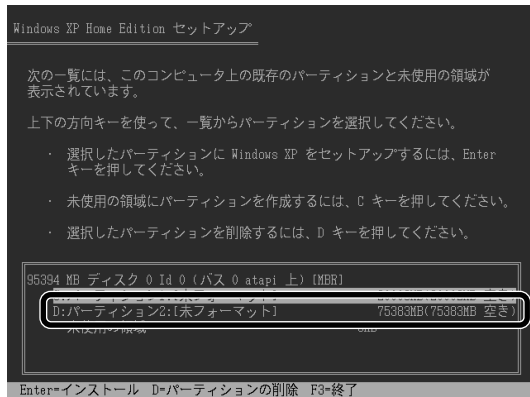 Windows XP Home Edition セットアップ
次の一覧には、このコンピュータ上の既存のパーティションと未使用の領域が
表示されています。
上下の方向キーを使って、一覧からパーティションを選択してください。
・ 選択したパーティションに Windows XP をセットアップするには、Enter
キーを押してください。
・ 未使用の領域にパーティションを作成するには、C キーを押してください。
・ 選択したパーティションを削除するには、D キーを押してください。
95394 MB ディスク 0 Id 0 (バス 0 atapi 上) [MBR]
D:パーティション2:[未フォーマット] 75383MB(75383MB 空き)
未使用の領域
Enter=インストール D=パーティションの削除 F3=終了